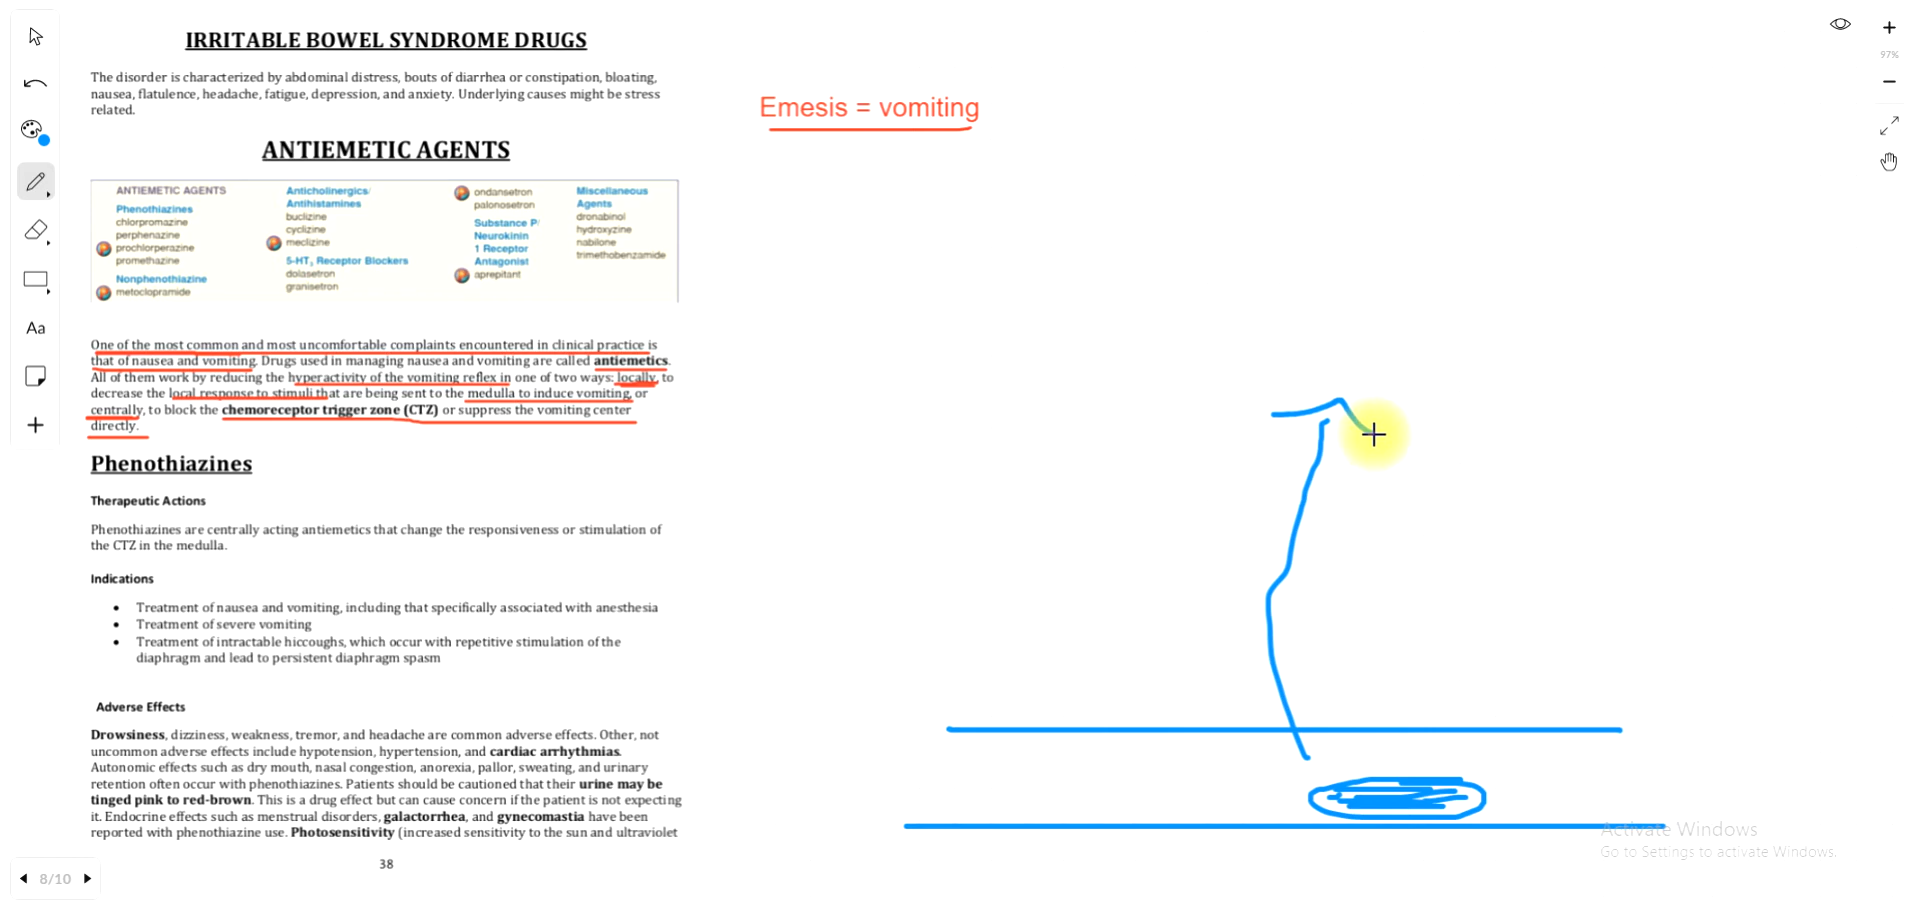 IRRITABLE BOWEL SYNDROME DRUGS
The disorder is characterized by abdominal distress, bouts of diarrhea or constipation, bloating,
nausea, flatulence, headache, fatigue, depression, and anxiety. Underlying causes might be stress
related.
ANTIEMETIC AGENTS
ANTIEMETIC AGENTS
Phenothiazines
chlorpromazine
perphenazine
prochlorperazine
promethazine
Nonphenothiazine
metoclopramide
Anticholinergics/
Antihistamines
buclizine
cyclizine
meclizine
5-HT3 Receptor Blockers
dolasetron
granisetron
ondansetron
palonosetron
Substance P/
Neurokinin
1 Receptor
Antagonist
aprepitant
Miscellaneous
Agents
dronabinol
hydroxyzine
nabilone
trimethobenzamide
One of the most common and most uncomfortable complaints encountered in clinical practice is
that of nausea and vomiting. Drugs used in managing nausea and vomiting are called antiemetics.
All of them work by reducing the hyperactivity of the vomiting reflex in one of two ways: locally, to
decrease the local response to stimuli that are being sent to the medulla to induce vomiting, or
centrally, to block the chemoreceptor trigger zone (CTZ) or suppress the vomiting center
directly.
Phenothiazines
Therapeutic Actions
Phenothiazines are centrally acting antiemetics that change the responsiveness or stimulation of
the CTZ in the medulla.
Indications
• Treatment of nausea and vomiting, including that specifically associated with anesthesia
• Treatment of severe vomiting
• Treatment of intractable hiccoughs, which occur with repetitive stimulation of the
diaphragm and lead to persistent diaphragm spasm
Adverse Effects
Drowsiness, dizziness, weakness, tremor, and headache are common adverse effects. Other, not
uncommon adverse effects include hypotension, hypertension, and cardiac arrhythmias.
Autonomic effects such as dry mouth, nasal congestion, anorexia, pallor, sweating, and urinary
retention often occur with phenothiazines. Patients should be cautioned that their urine may be
tinged pink to red-brown. This is a drug effect but can cause concern if the patient is not expecting
it. Endocrine effects such as menstrual disorders, galactorrhea, and gynecomastia have been
reported with phenothiazine use. Photosensitivity (increased sensitivity to the sun and ultraviolet
38
Emesis = vomiting
97%
Aa
8/10
Activate Windows
Go to Settings to activate Windows.